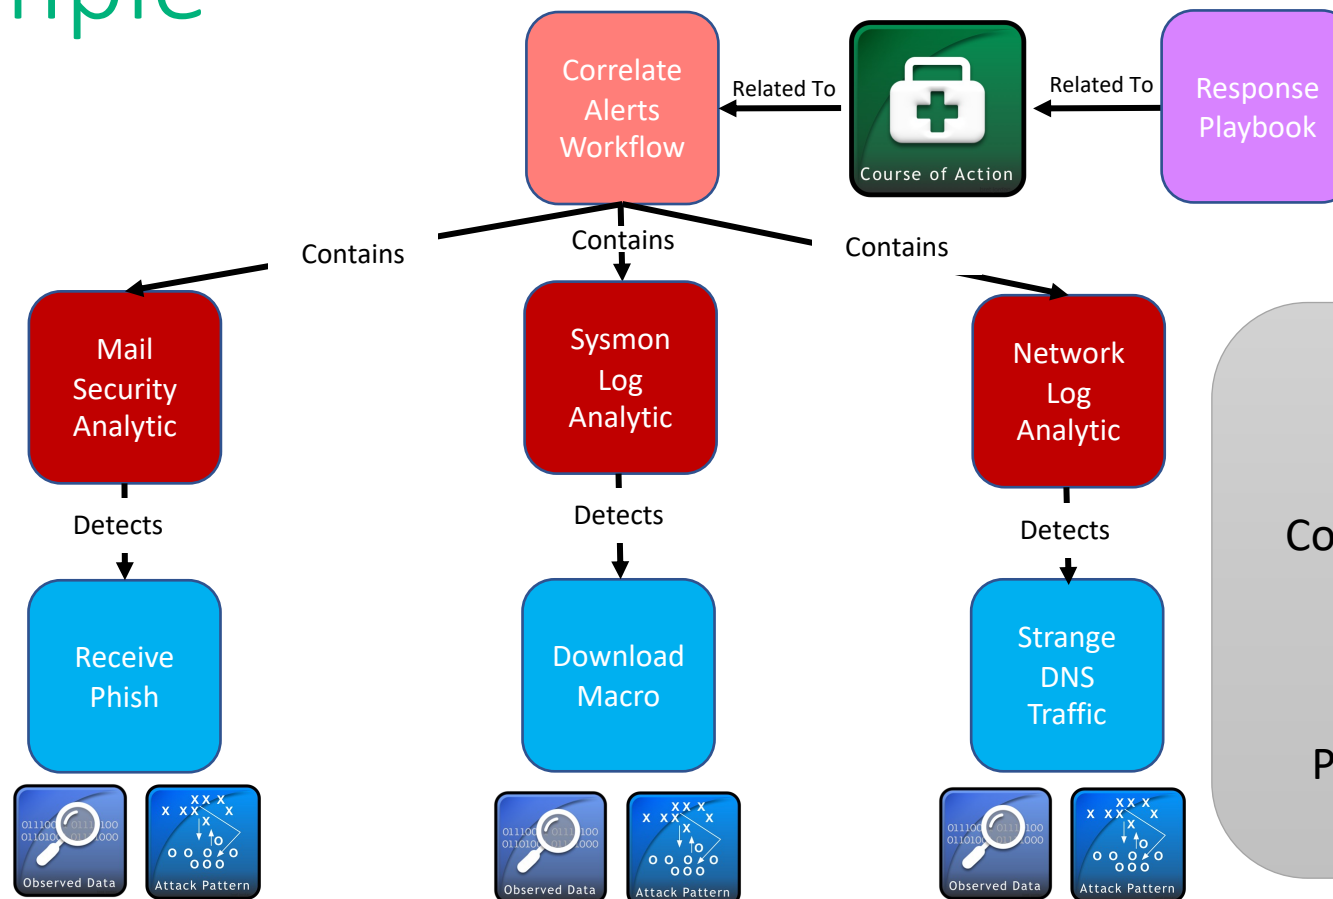 Correlate
Alerts
Workflow
Related To
Course of Action
Related To
Response
Playbook
Contains
Contains
Contains
Mail
Security
Analytic
Sysmon
Log
Analytic
Network
Log
Analytic
Detects
Detects
Detects
Receive
Phish
Download
Macro
Strange
DNS
Traffic
Co
P
Observed Data
X X X
X X X X
X
O
O O O O
O O O
Attack Pattern
Observed Data
X X X
X X X X
X
O
O O O O
O O O
Attack Pattern
Observed Data
X X X
X X X X
X
O
O O O O
O O O
Attack Pattern